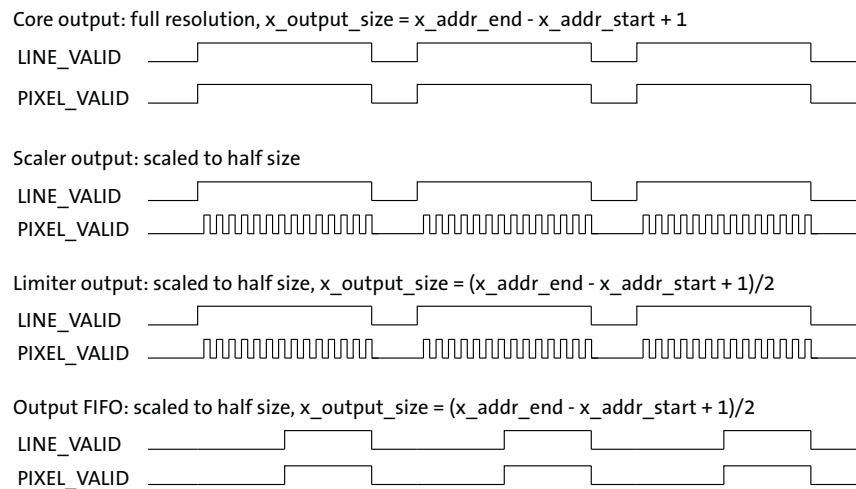 Core output: full resolution, x_output_size = x_addr_end - x_addr_start + 1
LINE_VALID
PIXEL_VALID
Scaler output: scaled to half size
LINE_VALID
PIXEL_VALID
Limiter output: scaled to half size, x_output_size = (x_addr_end - x_addr_start + 1)/2
LINE_VALID
PIXEL_VALID
Output FIFO: scaled to half size, x_output_size = (x_addr_end - x_addr_start + 1)/2
LINE_VALID
PIXEL_VALID